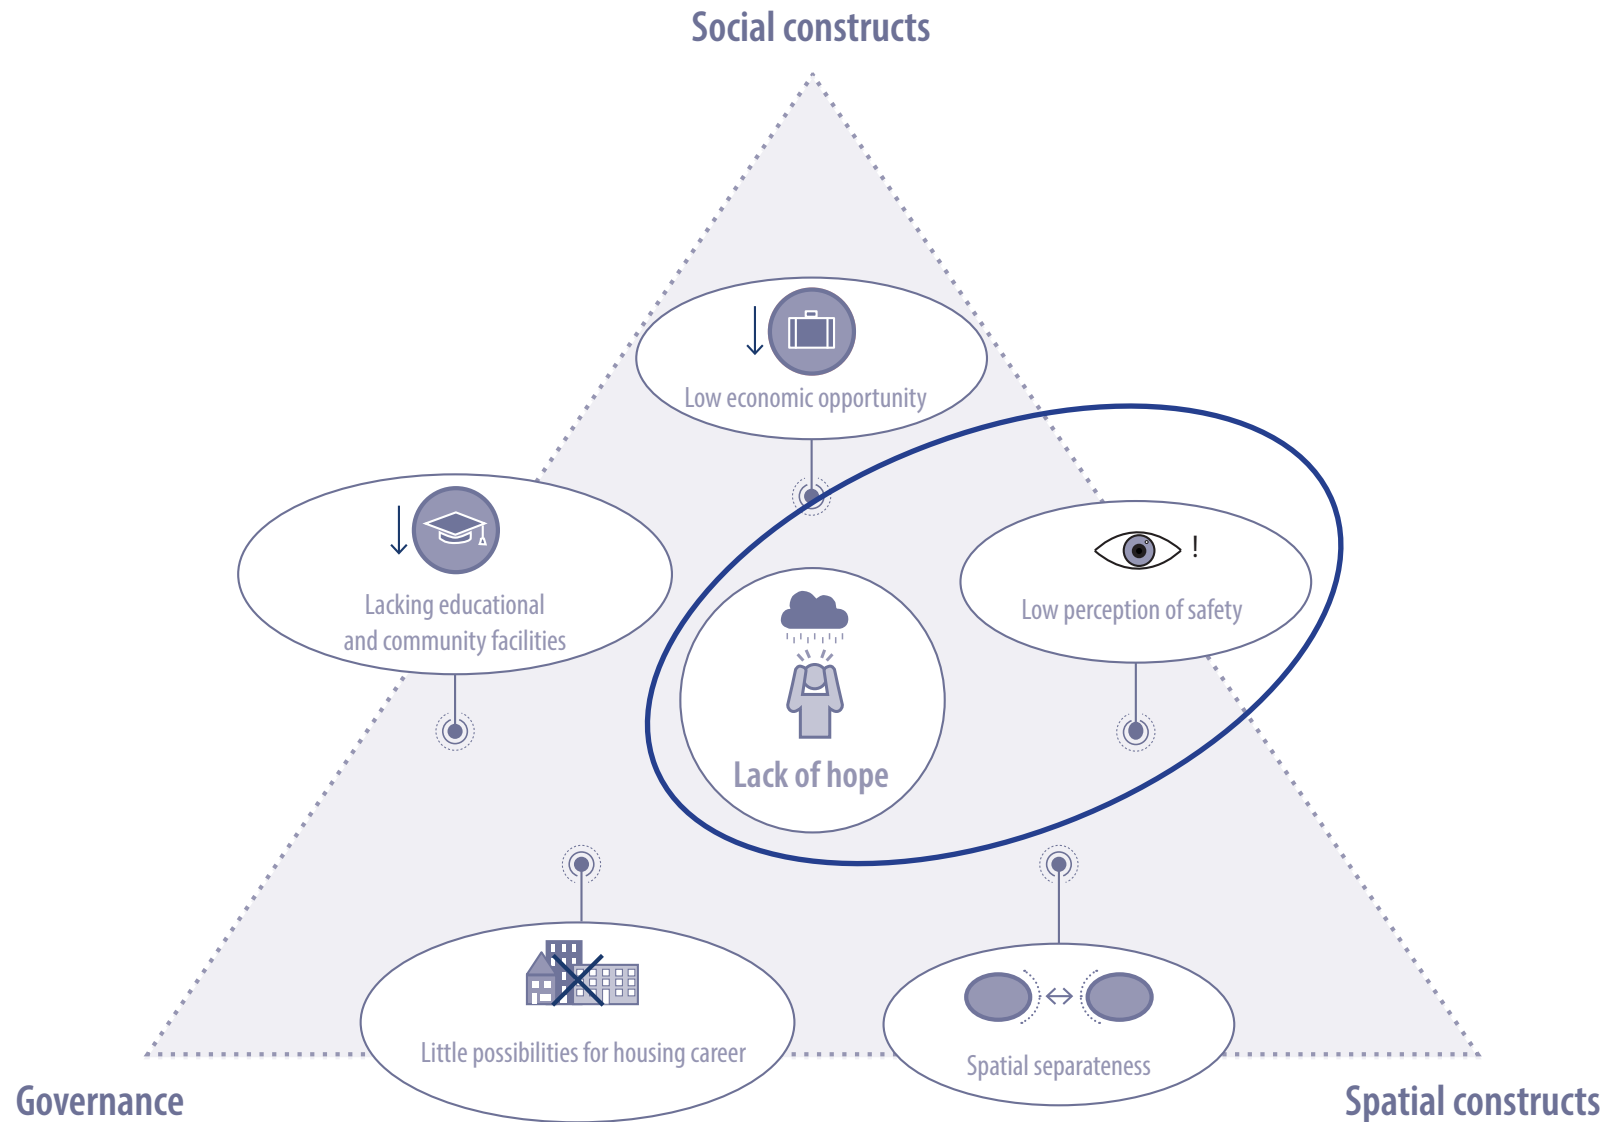 Social constructs
Low economic opportunity
Lacking educational
and community facilities
!
Low perception of safety
Lack of hope
Little possibilities for housing career
Spatial separateness
Governance
Spatial constructs